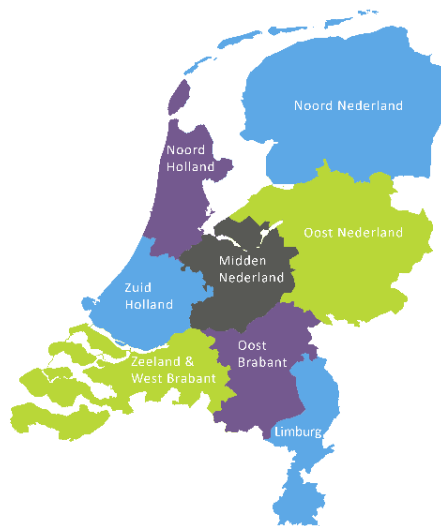 Noord Nederland
Noord
Holland
Oost Nederland
Midden
Nederland
Zuid
Holland
Oost
Brabant
Zeeland &
West Brabant
Limburg